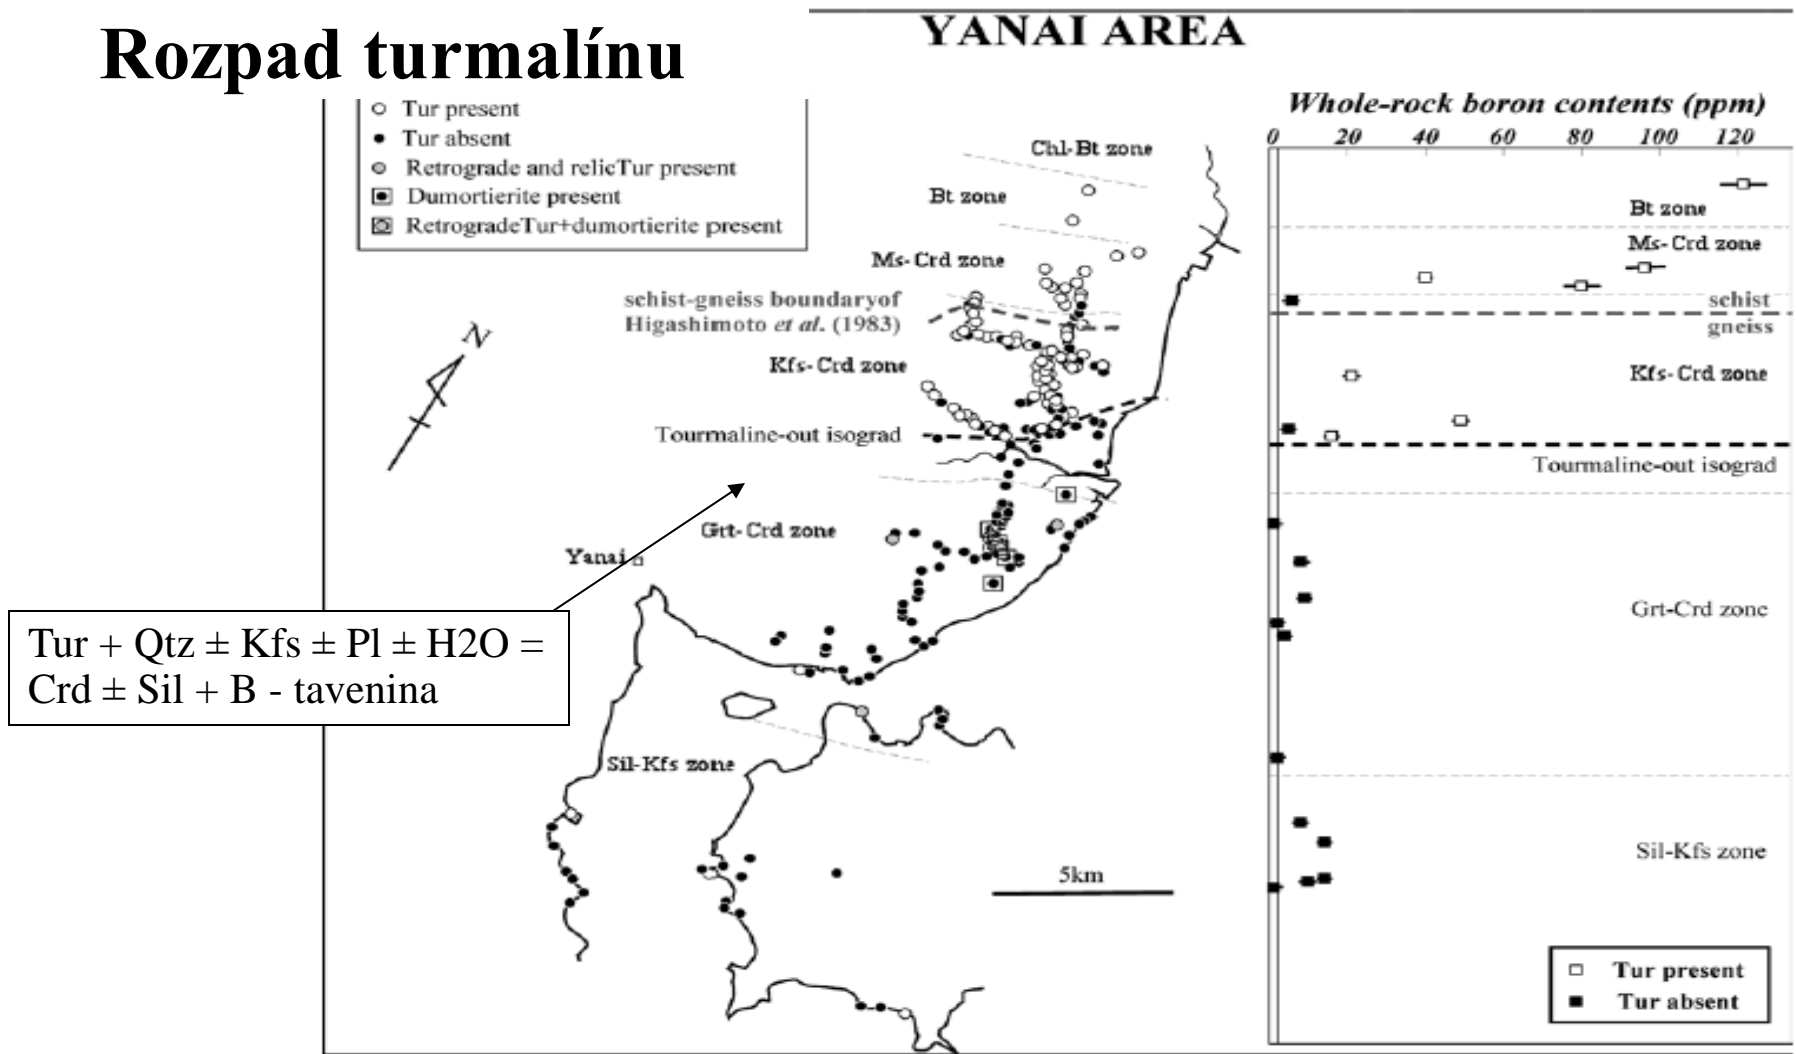 Rozpad turmalínu
YANAI AREA
Tur present
Tur absent
Retrograde and relicTur present
Dumortierite present
RetrogradeTur+dumortierite present
Chl-Bt zone
Bt zone
Ms-Crd zone
schist-gneiss boundaryof
Higashimoto et al. (1983)
N
Kfs-Crd zone
Tourmaline-out isograd
Grt-Crd zone
Yanai
Tur + Qtz ± Kfs ± Pl ± H2O =
Crd ± Sil + B - tavenina
Sil-Kfs zone
5km
Whole-rock boron contents (ppm)
0 20 40 60 80 100 120
Bt zone
Ms-Crd zone
schist
gneiss
Kfs-Crd zone
Tourmaline-out isograd
Grt-Crd zone
Sil-Kfs zone
Tur present
Tur absent